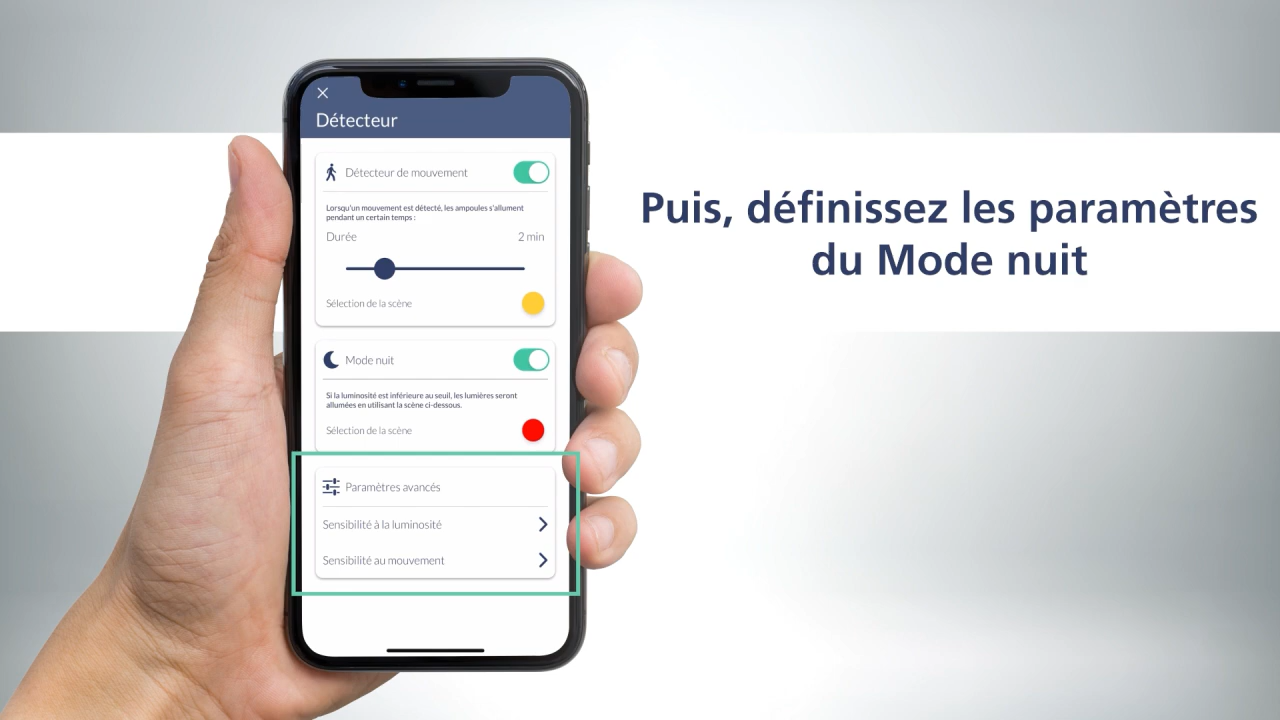 Détecteur
Détecteur de mouvement
Lorsqu'un mouvement est détecté, les ampoules s'allument
pendant un certain temps :
Durée 2 min
Sélection de la scène
Mode nuit
Si la luminosité est inférieure au seuil, les lumières seront
allumées en utilisant la scène ci-dessous.
Sélection de la scène
Paramètres avancés
Sensibilité à la luminosité
Sensibilité au mouvement
Puis, définissez les paramètres
du Mode nuit